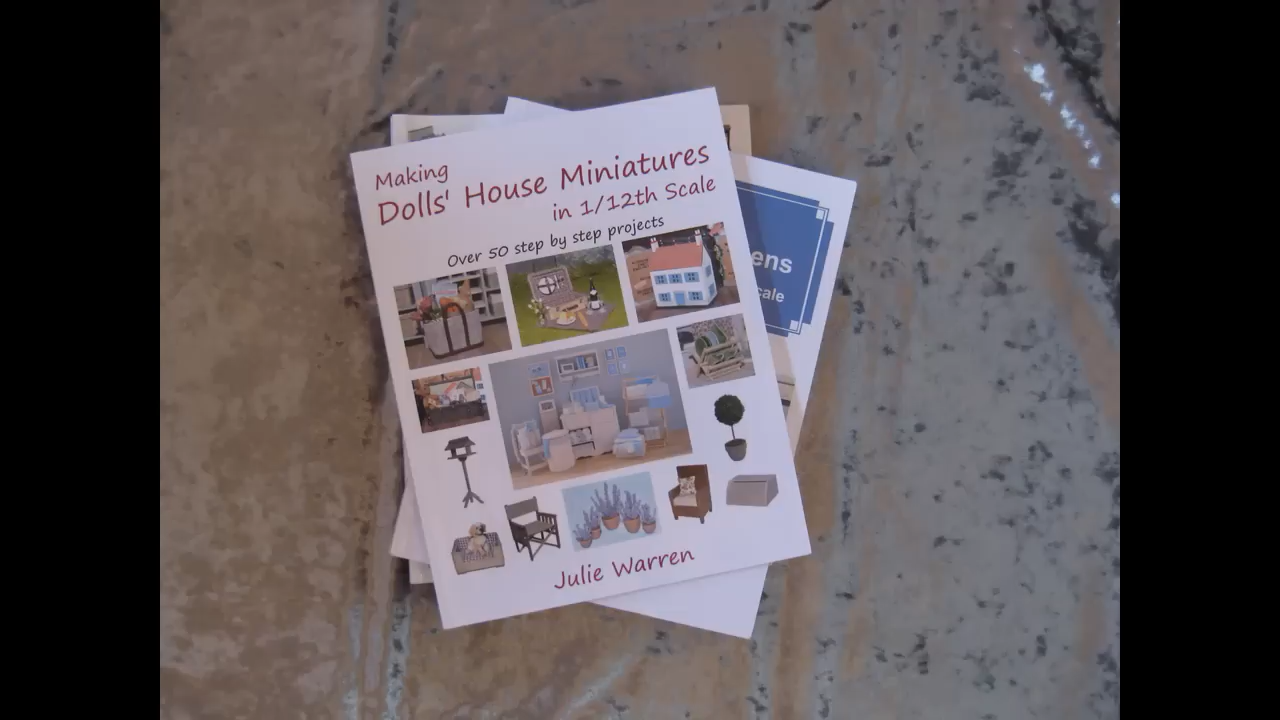 Making
Dolls' House Miniatures
in 1/12th Scale
Over 50 step by step projects
Julie Warren
ens
cale